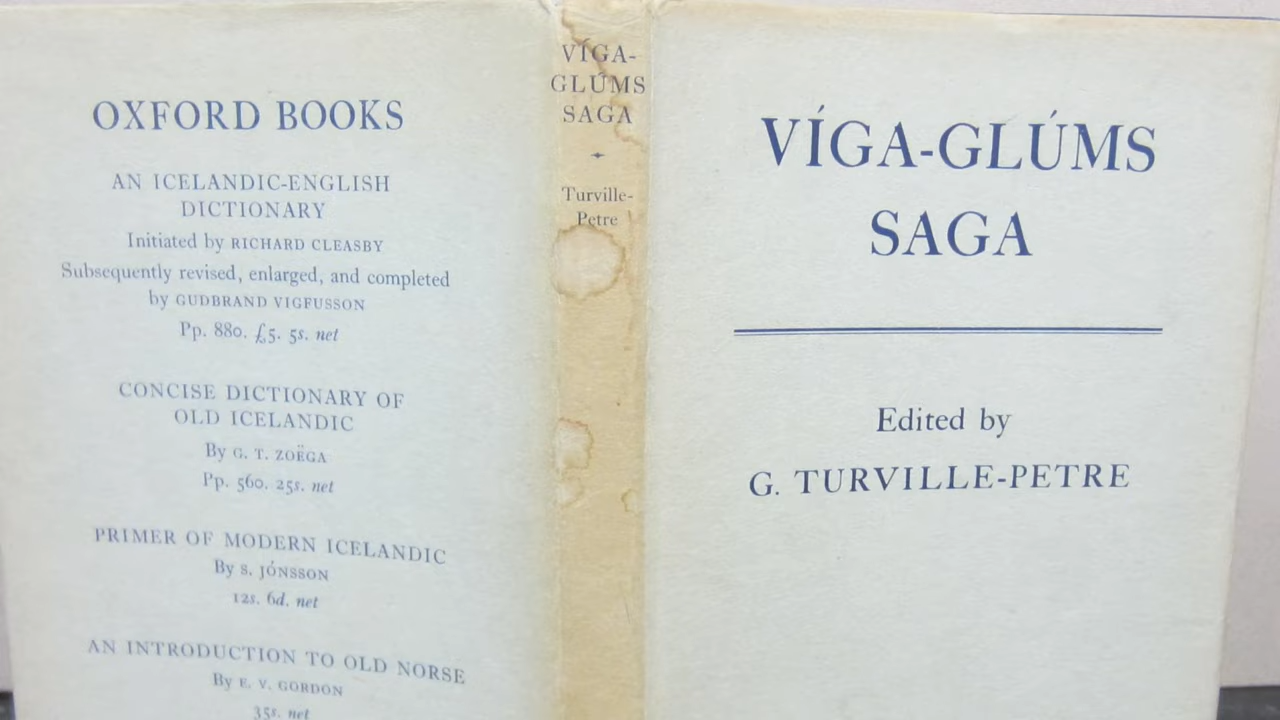 OXFORD BOOKS
AN ICELANDIC-ENGLISH
DICTIONARY
Initiated by RICHARD CLEASBY
Subsequently revised, enlarged, and completed
by GUDBRAND VIGFUSSON
Pp. 880. £5. 5s. net
CONCISE DICTIONARY OF
OLD ICELANDIC
By G. T. ZOËGA
Pp. 560. 25s. net
PRIMER OF MODERN ICELANDIC
By S. JÓNSSON
12s. 6d. net
AN INTRODUCTION TO OLD NORSE
By E. V. GORDON
35s. net
VÍGA-
GLÚMS
SAGA
Turville-
Petre
VÍGA-GLÚMS
SAGA
Edited by
G. TURVILLE-PETRE